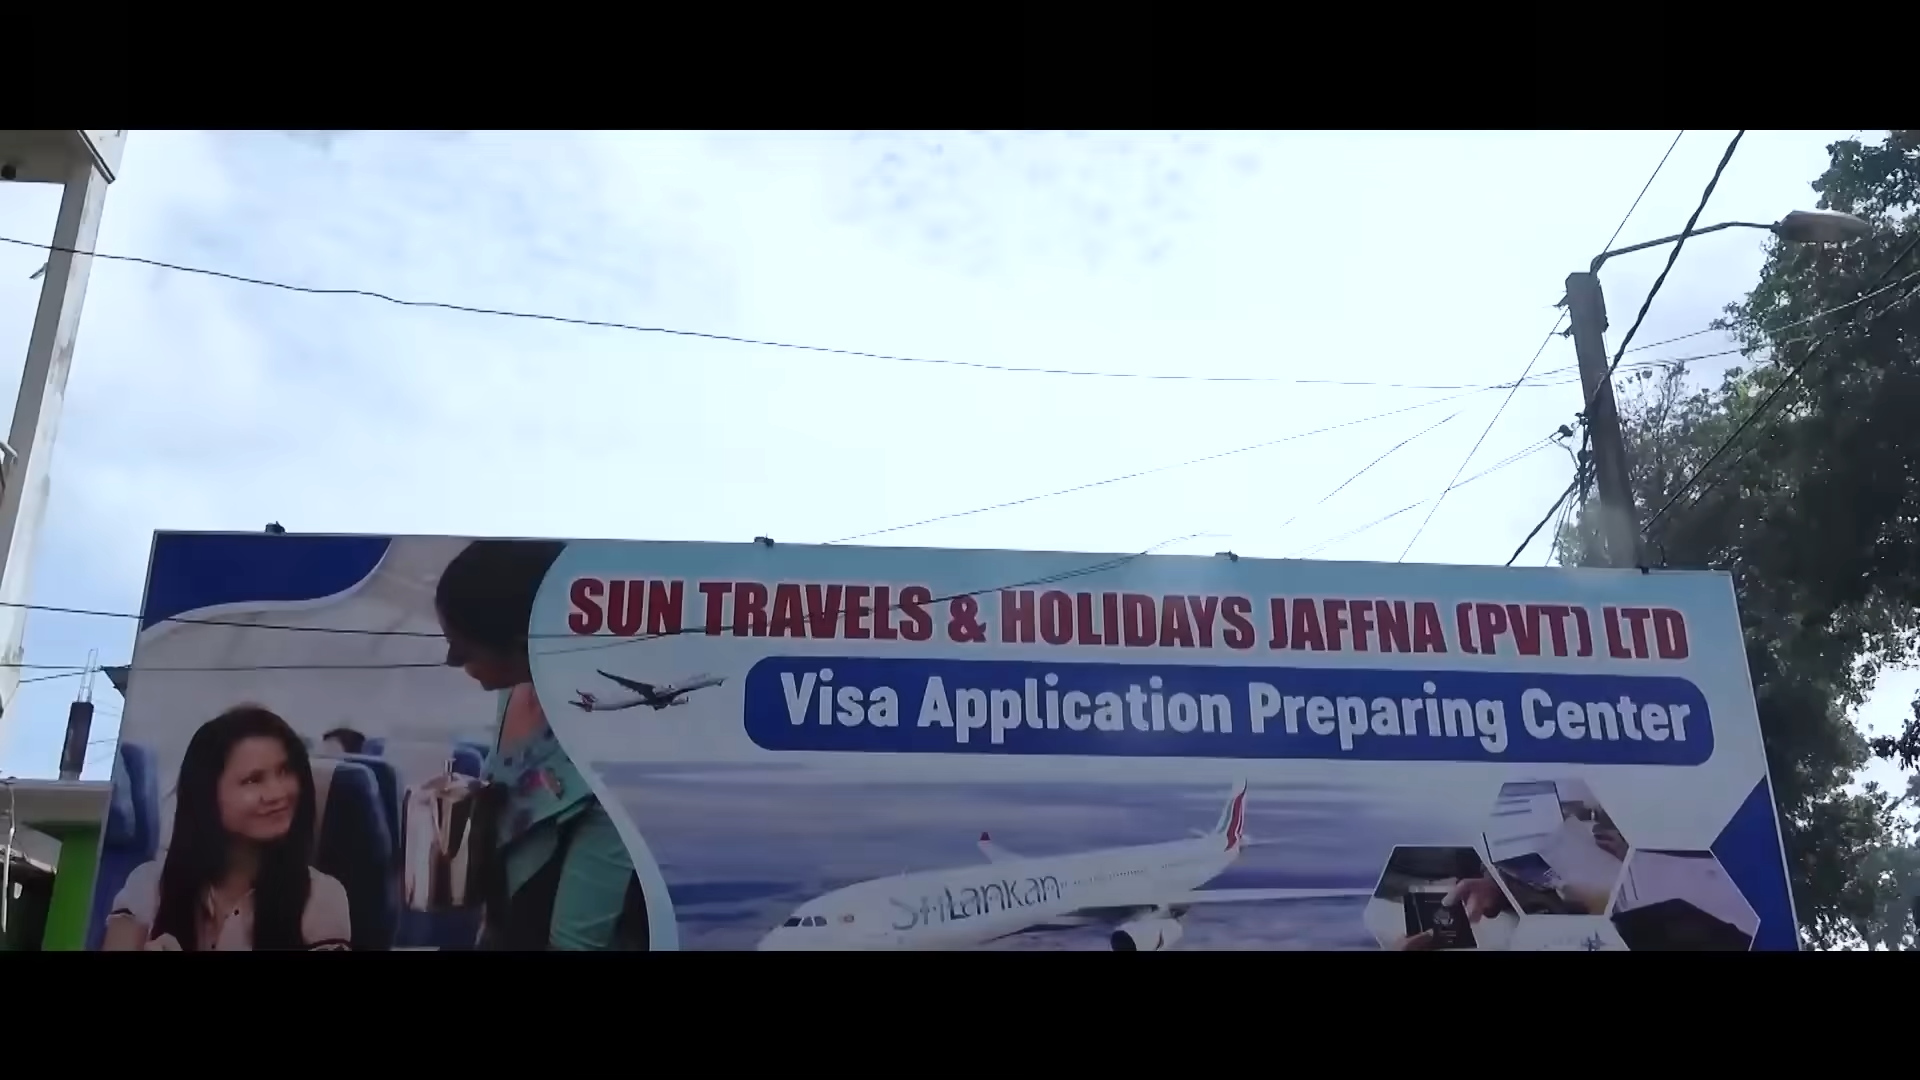 SUN TRAVELS & HOLIDAYS JAFFNA (PVT) LTD
Visa Application Preparing Center
SriLankan